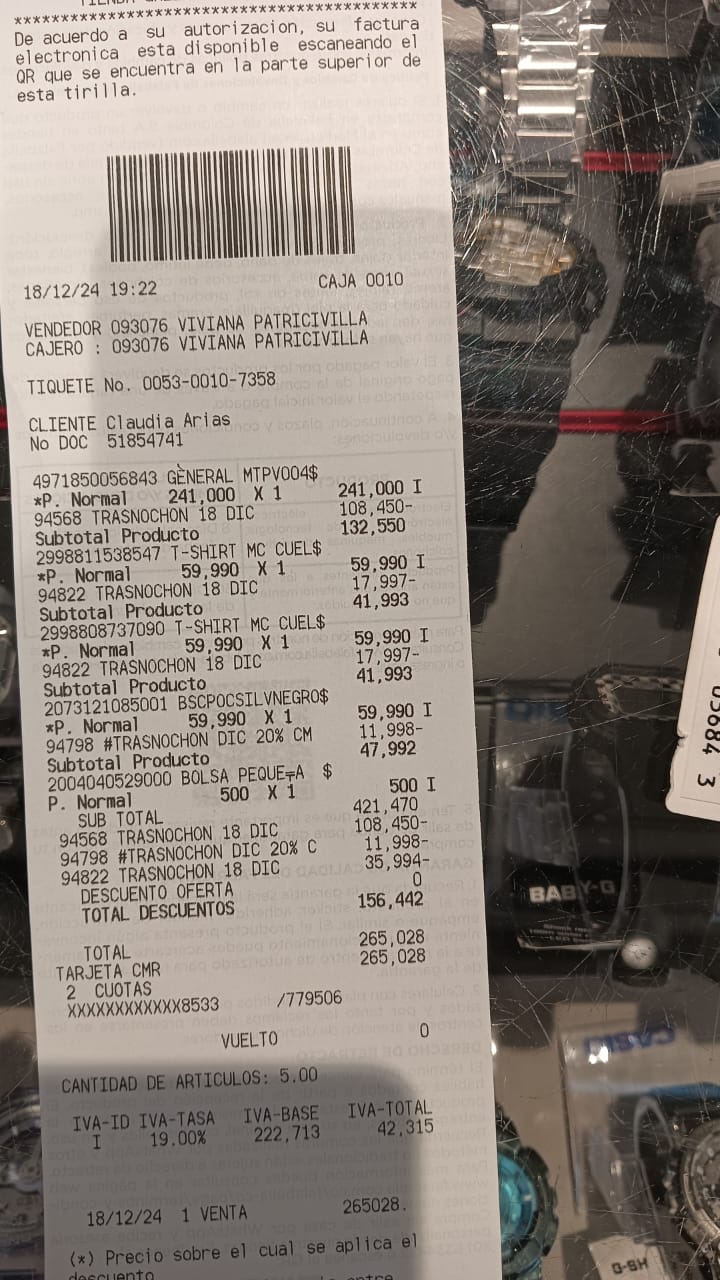 ********************************************
De acuerdo a su autorizacion, su factura
electronica esta disponible escaneando el
QR que se encuentra en la parte superior de
esta tirilla.
18/12/24 19:22 CAJA 0010
VENDEDOR 093076 VIVIANA PATRICIVILLA
CAJERO : 093076 VIVIANA PATRICIVILLA
TIQUETE No. 0053-0010-7358
CLIENTE Claudia Arias
No DOC 51854741
4971850056843 GÈNERAL MTPV004$
*P. Normal 241,000 X 1 241,000 I
94568 TRASNOCHON 18 DIC 108,450-
Subtotal Producto 132,550
2998811538547 T-SHIRT MC CUEL$
*P. Normal 59,990 X 1 59,990 I
94822 TRASNOCHON 18 DIC 17,997-
Subtotal Producto 41,993
2998808737090 T-SHIRT MC CUEL$
*P. Normal 59,990 X 1 59,990 I
94822 TRASNOCHON 18 DIC 17,997-
Subtotal Producto 41,993
2073121085001 BSCPOCSILVNEGRO$
*P. Normal 59,990 X 1 59,990 I
94798 #TRASNOCHON DIC 20% CM 11,998-
Subtotal Producto 47,992
2004040529000 BOLSA PEQUE╤A $
P. Normal 500 X 1 500 I
SUB TOTAL 421,470
94568 TRASNOCHON 18 DIC 108,450-
94798 #TRASNOCHON DIC 20% C 11,998-
94822 TRASNOCHON 18 DIC 35,994-
DESCUENTO OFERTA 0
TOTAL DESCUENTOS 156,442
TOTAL 265,028
TARJETA CMR 265,028
2 CUOTAS
XXXXXXXXXXXX8533 /779506
VUELTO 0
CANTIDAD DE ARTICULOS: 5.00
IVA-ID IVA-TASA IVA-BASE IVA-TOTAL
I 19.00% 222,713 42,315
18/12/24 1 VENTA 265028.
(*) Precio sobre el cual se aplica el
descuento
BABY-G
CASIO